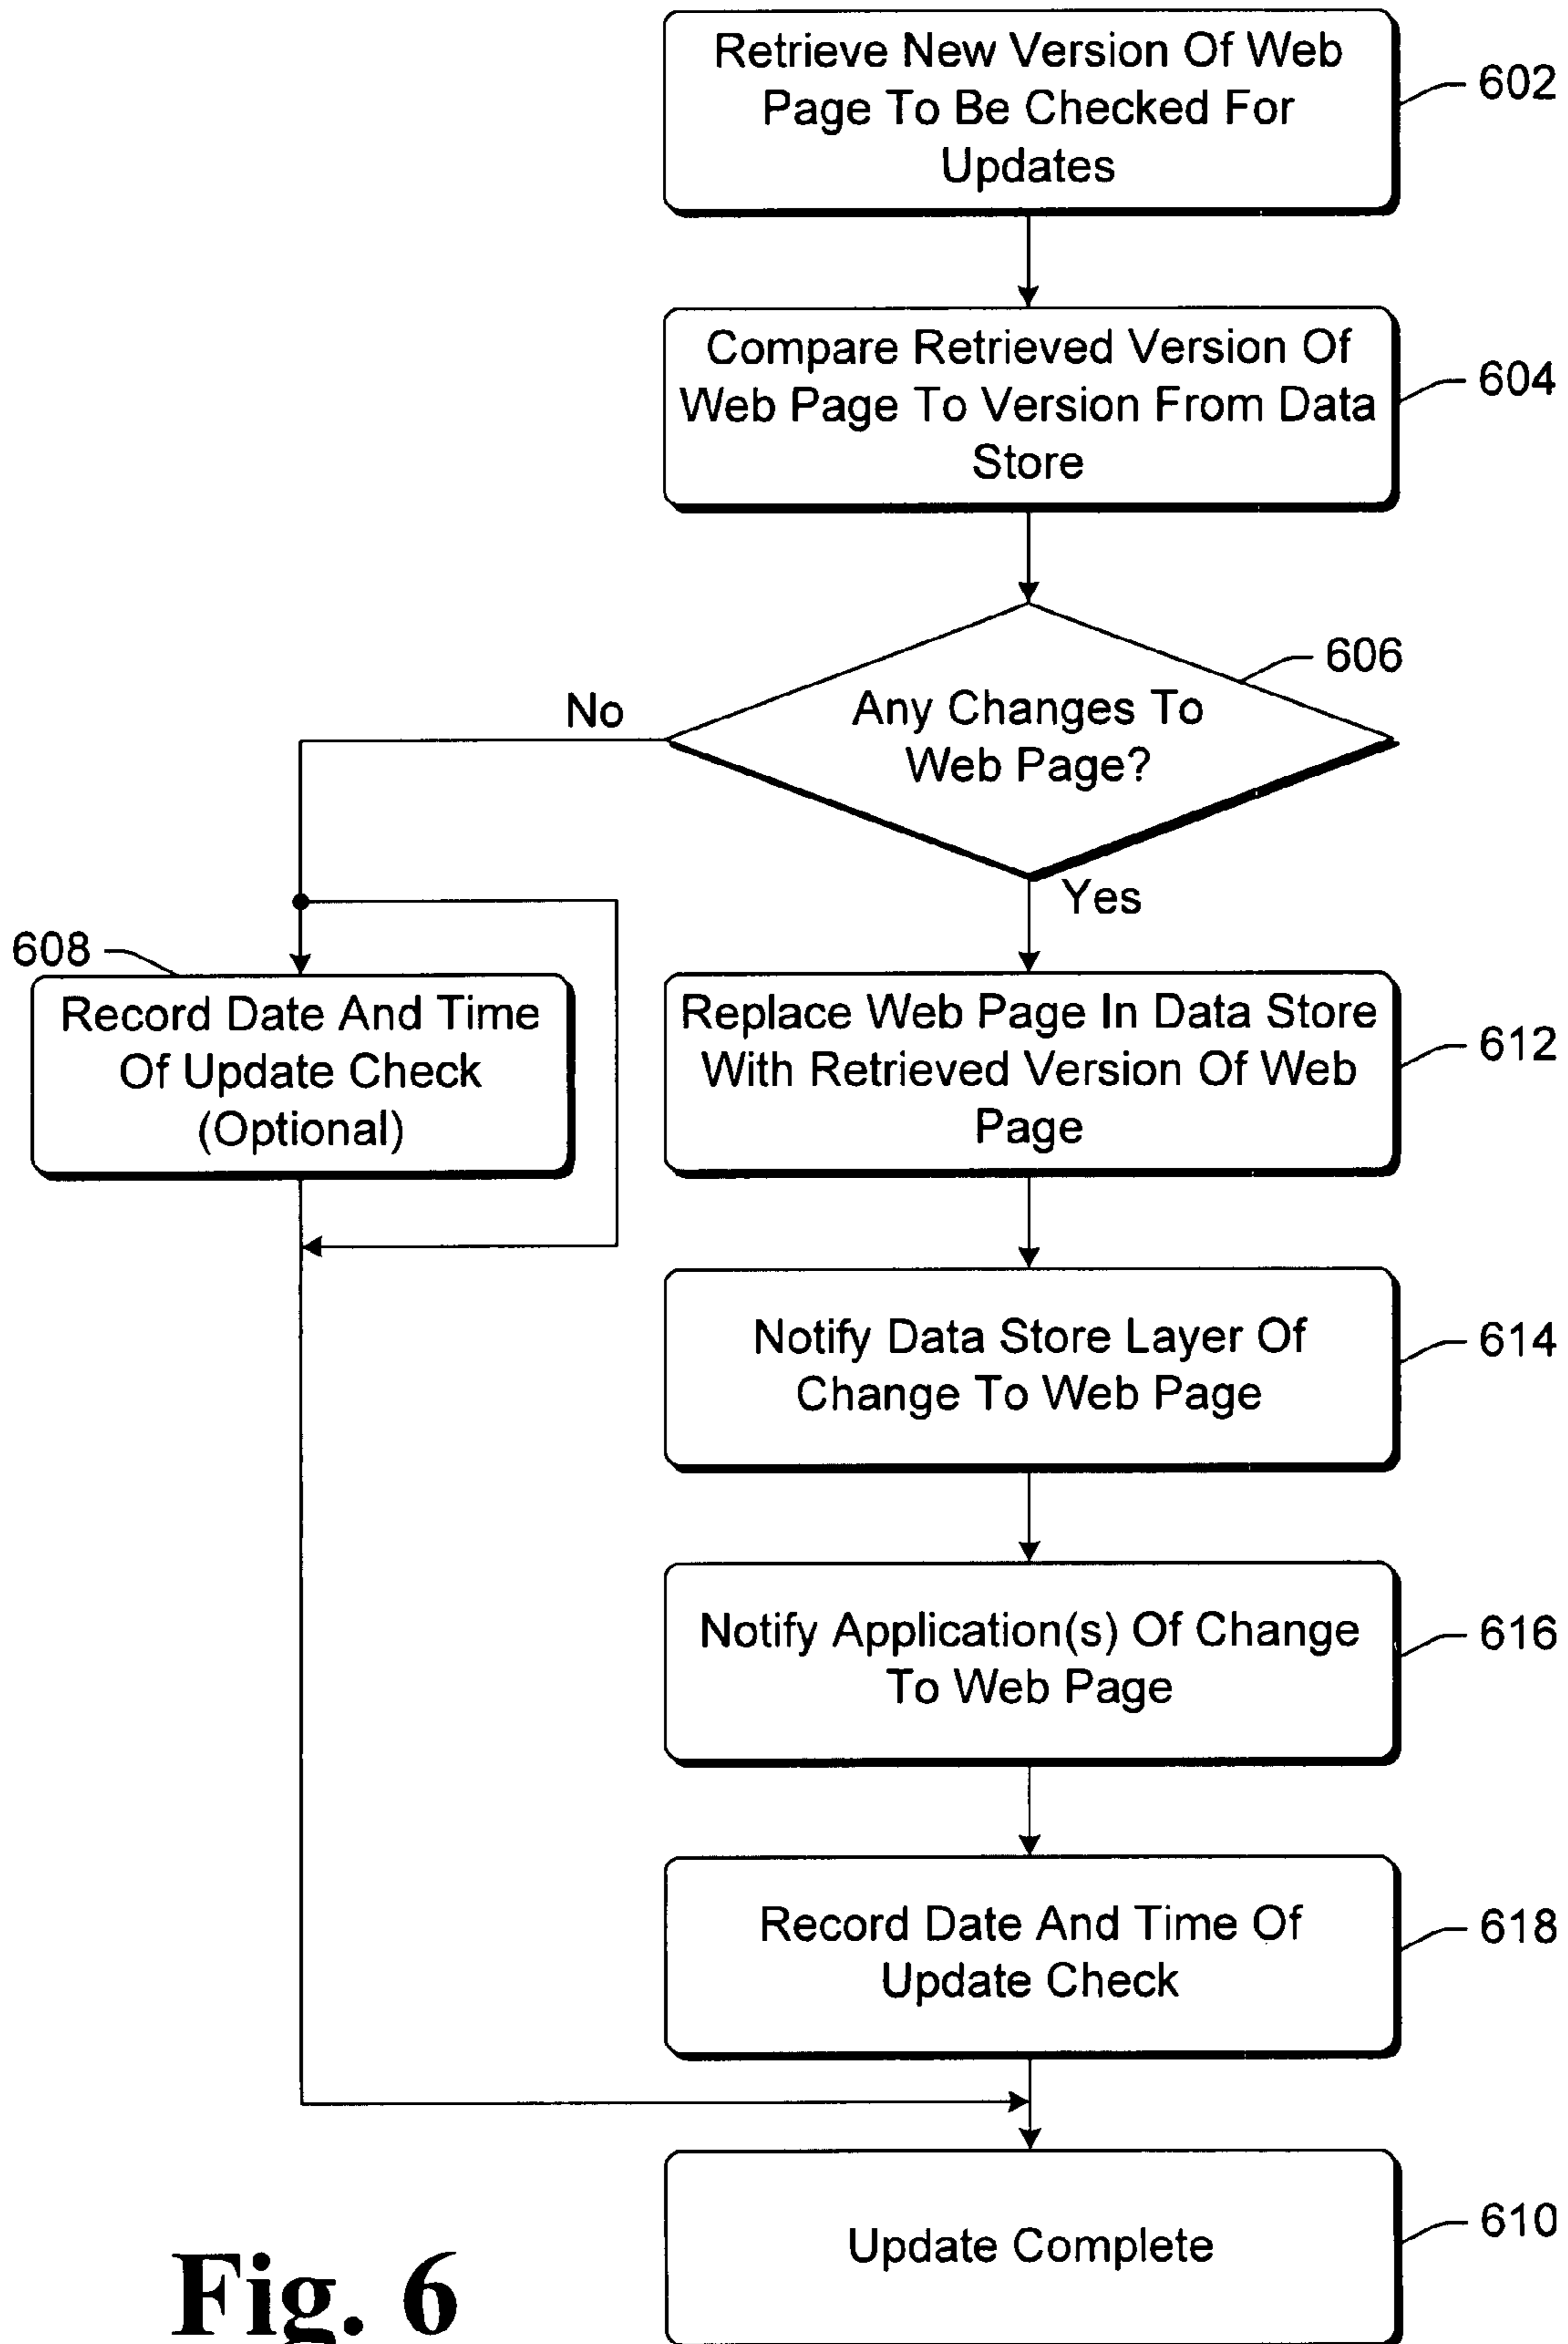 Retrieve New Version Of Web
Page To Be Checked For
Updates
602
Compare Retrieved Version Of
Web Page To Version From Data
Store
604
606
Any Changes To
Web Page?
No
Yes
608
Record Date And Time
Of Update Check
(Optional)
Replace Web Page In Data Store
With Retrieved Version Of Web
Page
612
Notify Data Store Layer Of
Change To Web Page
614
Notify Application(s) Of Change
To Web Page
616
Record Date And Time Of
Update Check
618
Update Complete
610
Fig. 6